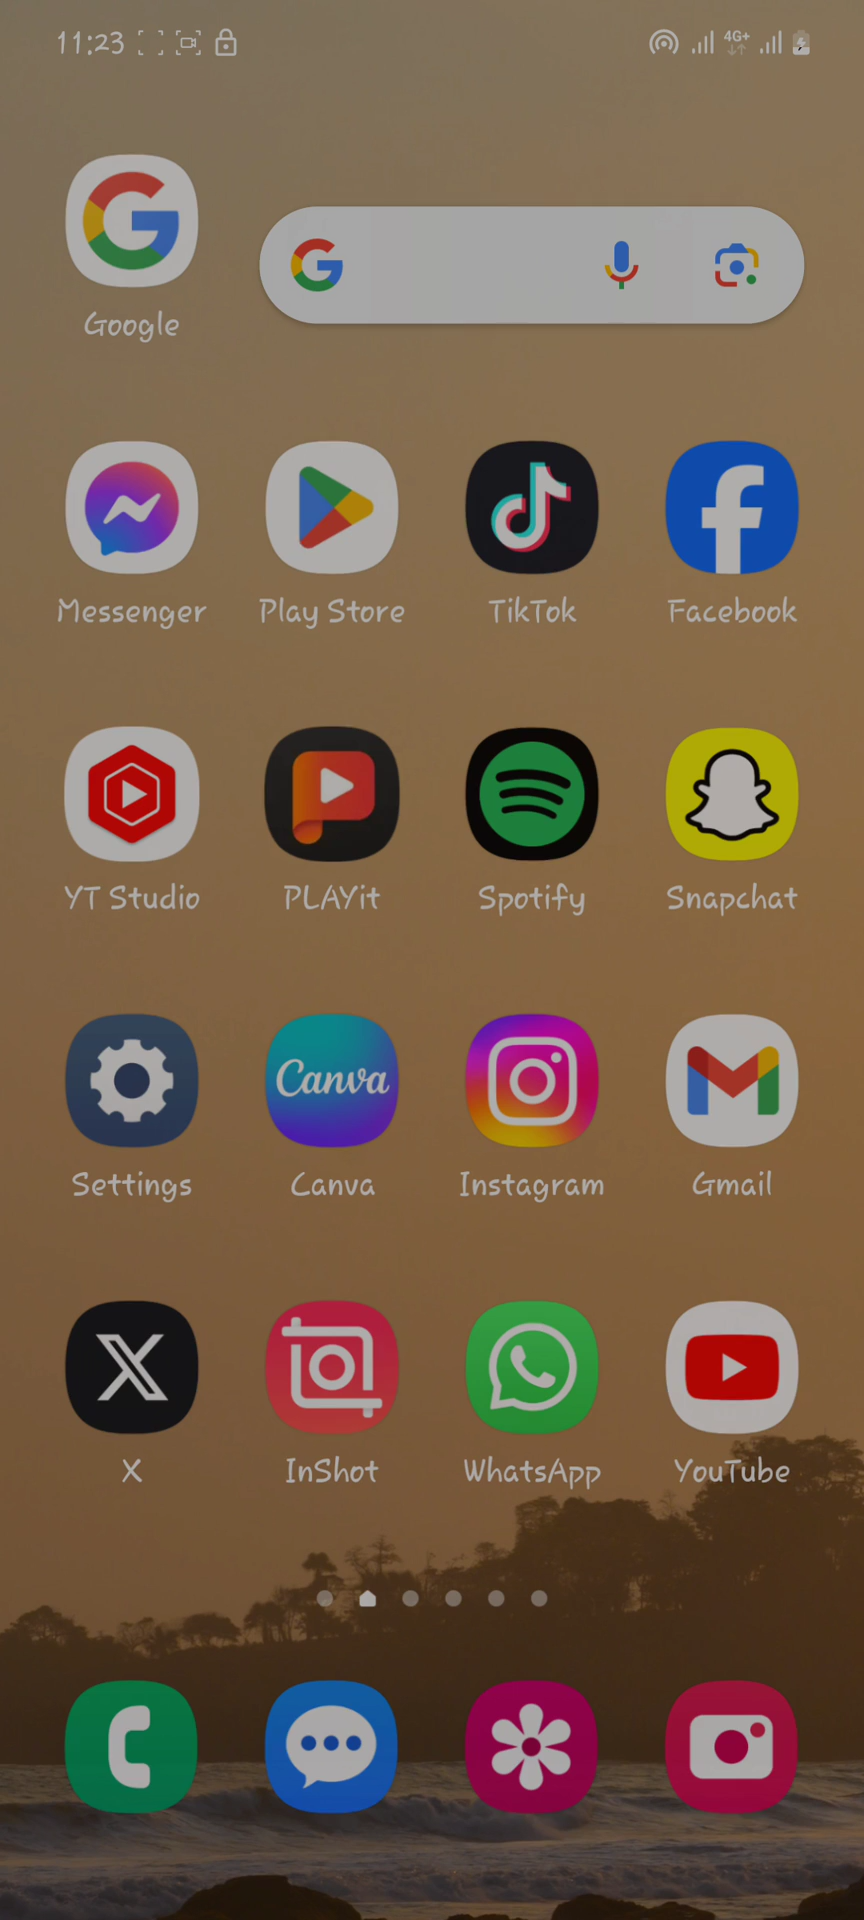 11:23
4G+
Google
Messenger Play Store TikTok Facebook
YT Studio PLAYit Spotify Snapchat
Canva
Settings Canva Instagram Gmail
X InShot WhatsApp YouTube